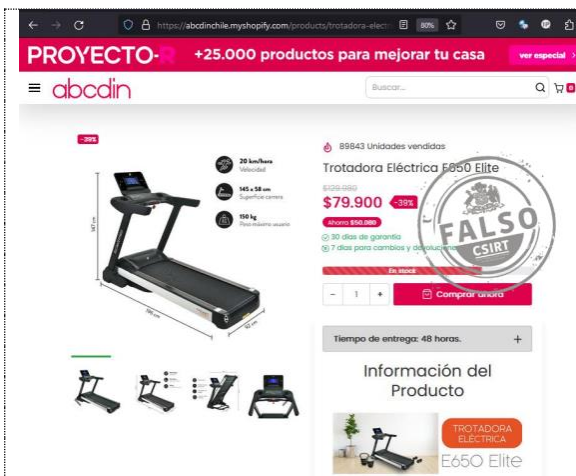 https://abcdinchile.myshopify.com/products/trotadora-elect
80%
PROYECTO-R
+25.000 productos para mejorar tu casa
ver especial >
abcdin
Buscar...
0
-39%
20 km/hora
Velocidad
145 x 58 cm
Superficie carrera
150 kg
Peso máximo usuario
89843 Unidades vendidas
Trotadora Eléctrica E650 Elite
$129.980
$79.900 -39%
Ahorra $50.080
30 días de garantía
7 días para cambios y devoluciones
FALSO
CSIRT
En stock
- 1 +
Comprar ahora
Tiempo de entrega: 48 horas. +
Información del
Producto
TROTADORA
ELÉCTRICA
E650 Elite